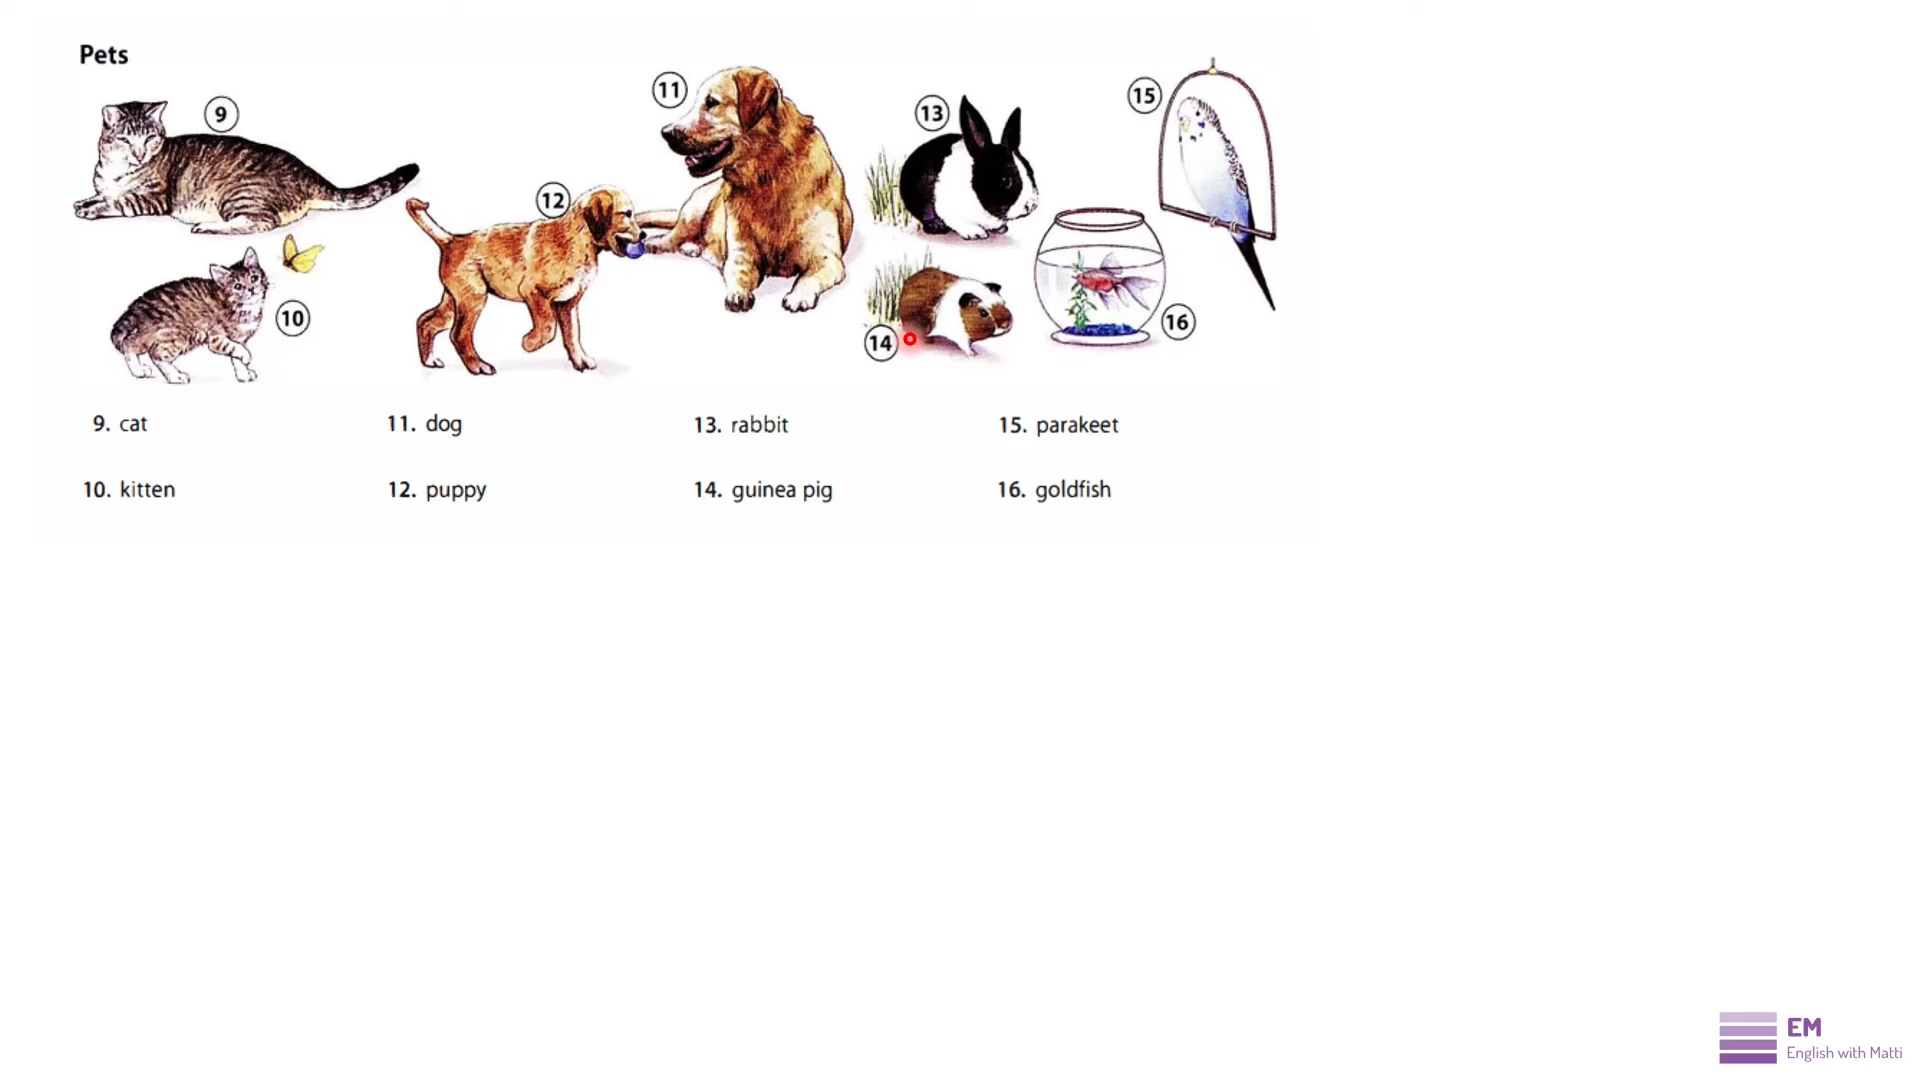 Pets
9
11
13
15
12
10
14
16
9. cat
11. dog
13. rabbit
15. parakeet
10. kitten
12. puppy
14. guinea pig
16. goldfish
EM
English with Matti